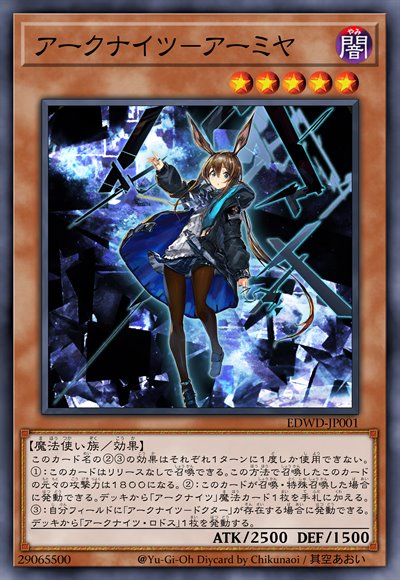 アークナイツーアーミヤ
やみ
闇
EDWD-JP001
【魔法使い族/効果】
このカード名の②③の効果はそれぞれ1ターンに1度しか使用できない。
①:このカードはリリースなしで召喚できる。この方法で召喚したこのカード
の元々の攻撃力は1800になる。②:このカードが召喚・特殊召喚した場合
に発動できる。デッキから「アークナイツ」魔法カード1枚を手札に加える。
③:自分フィールドに「アークナイツードクター」が存在する場合に発動できる。
デッキから「アークナイツ・ロドス」1枚を発動する。
ATK/2500 DEF/1500
29065500 @Yu-Gi-Oh Diycard by Chikunaoi / 其空あおい